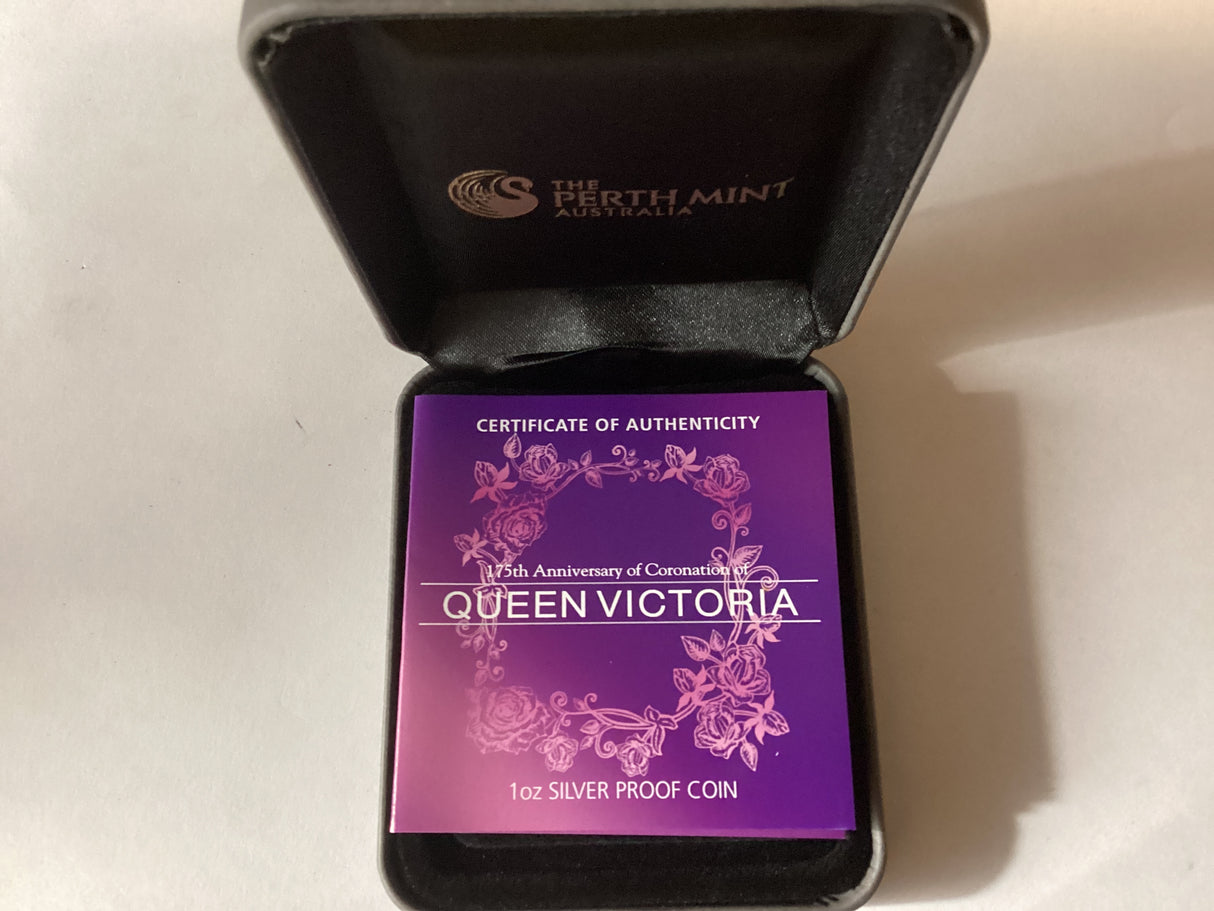 THE
PERTH MINT
AUSTRALIA
CERTIFICATE OF AUTHENTICITY
175th Anniversary of Coronation of
QUEEN VICTORIA
1oz SILVER PROOF COIN